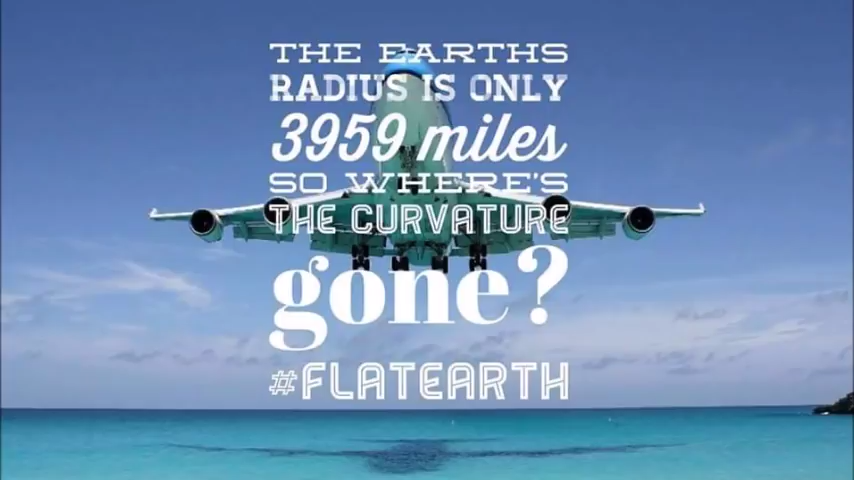 THE EARTHS
RADIUS IS ONLY
3959 miles
SO WHERE'S
THE CURVATURE
gone?
#FLATEARTH